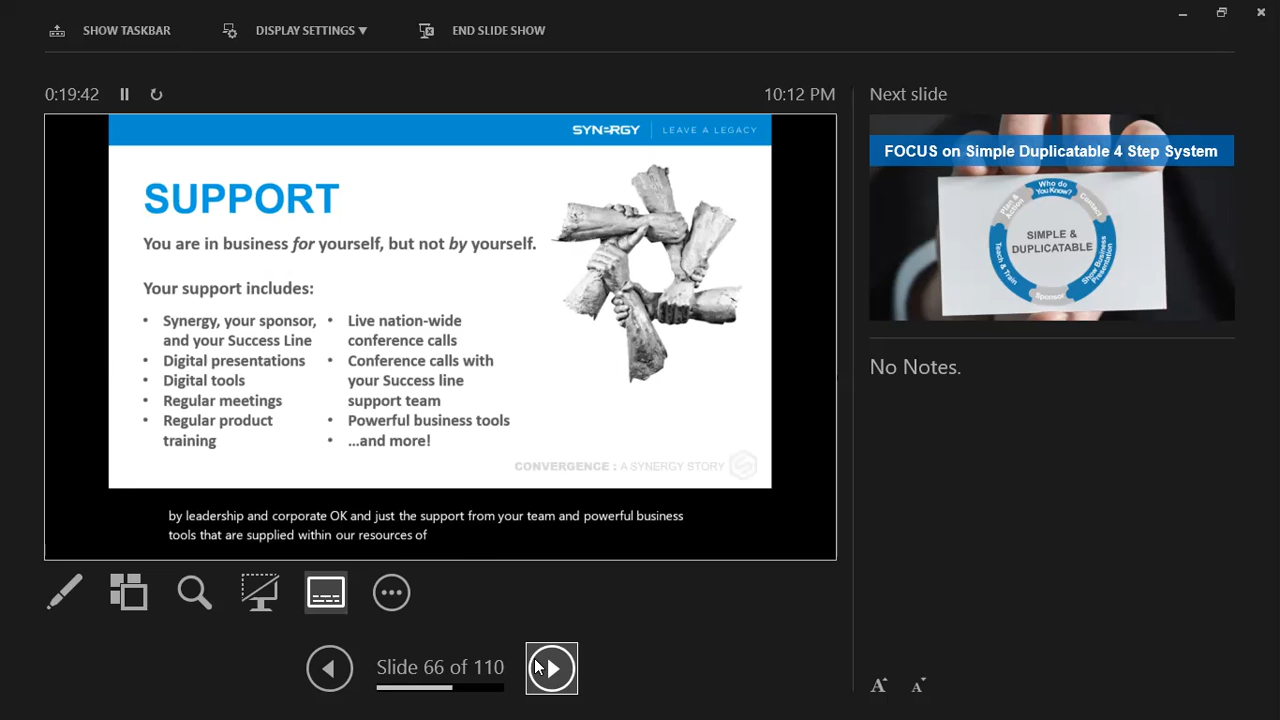 SHOW TASKBAR
DISPLAY SETTINGS ▼
END SLIDE SHOW
0:19:42
10:12 PM
SYNERGY | LEAVE A LEGACY
SUPPORT
You are in business for yourself, but not by yourself.
Your support includes:
• Synergy, your sponsor,
and your Success Line
• Digital presentations
• Digital tools
• Regular meetings
• Regular product
training
• Live nation-wide
conference calls
• Conference calls with
your Success line
support team
• Powerful business tools
• ...and more!
CONVERGENCE : A SYNERGY STORY
by leadership and corporate OK and just the support from your team and powerful business
tools that are supplied within our resources of
Slide 66 of 110
Next slide
FOCUS on Simple Duplicatable 4 Step System
Who do
You Know?
Contact
Show Business
Presentation
Sponsor
Teach & Train
Plan &
Action
SIMPLE &
DUPLICATABLE
No Notes.
A A